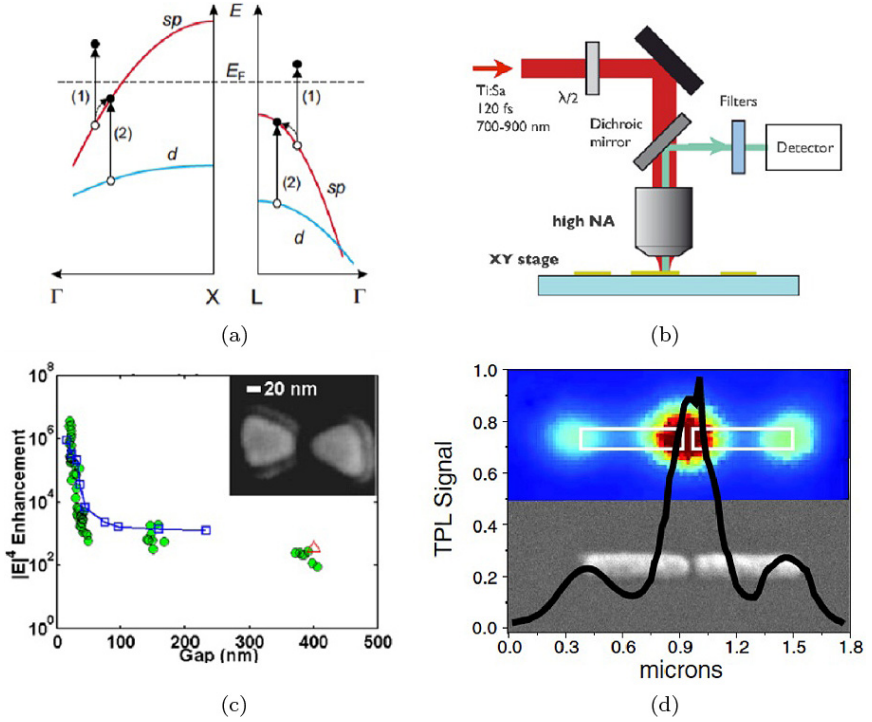 E
sp
E_F
(1)
(1)
(2)
d
(2)
sp
d
Γ
X
L
Γ
(a)
Ti:Sa
120 fs
700-900 nm
λ/2
Dichroic
mirror
Filters
Detector
high NA
XY stage
(b)
10^8
10^6
10^4
10^2
10^0
|E|^4 Enhancement
20 nm
0
100
200
300
400
500
Gap (nm)
(c)
1.0
0.8
0.6
0.4
0.2
0.0
TPL Signal
0.0
0.3
0.6
0.9
1.2
1.5
1.8
microns
(d)